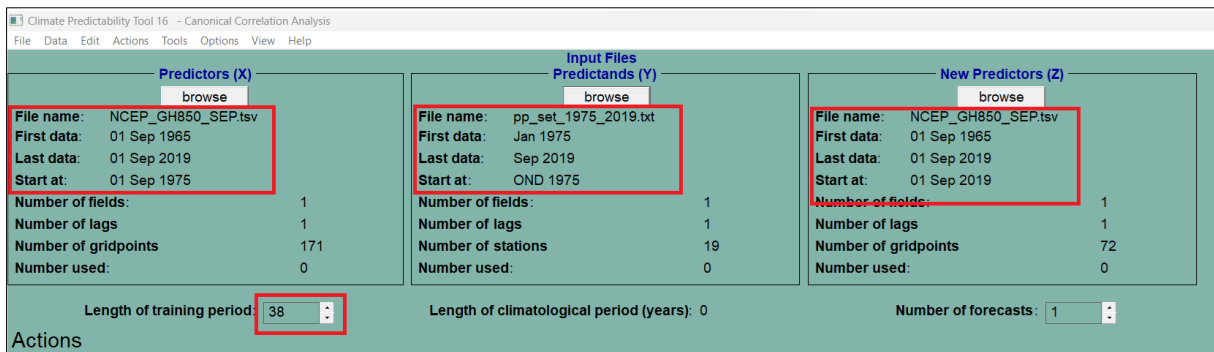 Climate Predictability Tool 16 - Canonical Correlation Analysis
File Data Edit Actions Tools Options View Help
Input Files
Predictors (X)
browse
File name: NCEP_GH850_SEP.tsv
First data: 01 Sep 1965
Last data: 01 Sep 2019
Start at: 01 Sep 1975
Number of fields: 1
Number of lags 1
Number of gridpoints 171
Number used: 0
Predictands (Y)
browse
File name: pp_set_1975_2019.txt
First data: Jan 1975
Last data: Sep 2019
Start at: OND 1975
Number of fields: 1
Number of lags 1
Number of stations 19
Number used: 0
New Predictors (Z)
browse
File name: NCEP_GH850_SEP.tsv
First data: 01 Sep 1965
Last data: 01 Sep 2019
Start at: 01 Sep 2019
Number of fields: 1
Number of lags 1
Number of gridpoints 72
Number used: 0
Length of training period: 38
Length of climatological period (years): 0
Number of forecasts: 1
Actions